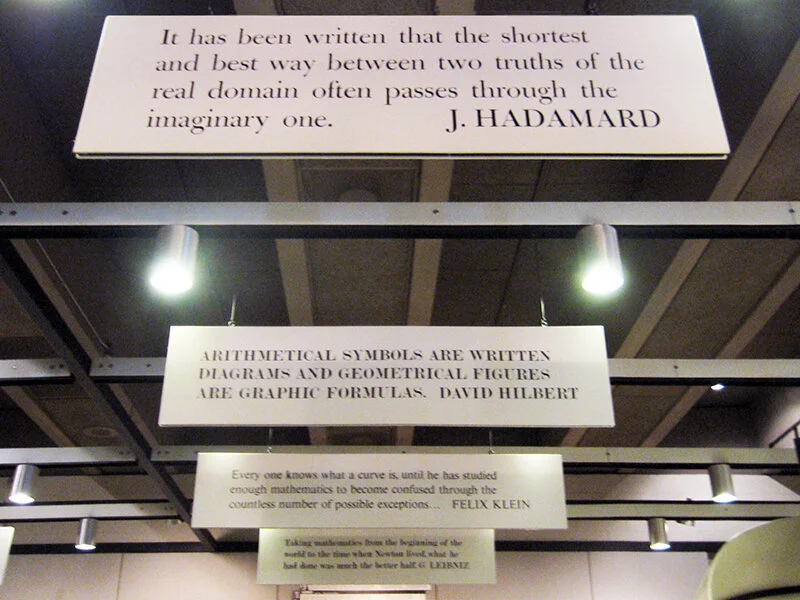 It has been written that the shortest
and best way between two truths of the
real domain often passes through the
imaginary one. J. HADAMARD
ARITHMETICAL SYMBOLS ARE WRITTEN
DIAGRAMS AND GEOMETRICAL FIGURES
ARE GRAPHIC FORMULAS. DAVID HILBERT
Every one knows what a curve is, until he has studied
enough mathematics to become confused through the
countless number of possible exceptions... FELIX KLEIN
Taking mathematics from the beginning of the
world to the time when Newton lived, what he
had done was much the better half. G. LEIBNIZ